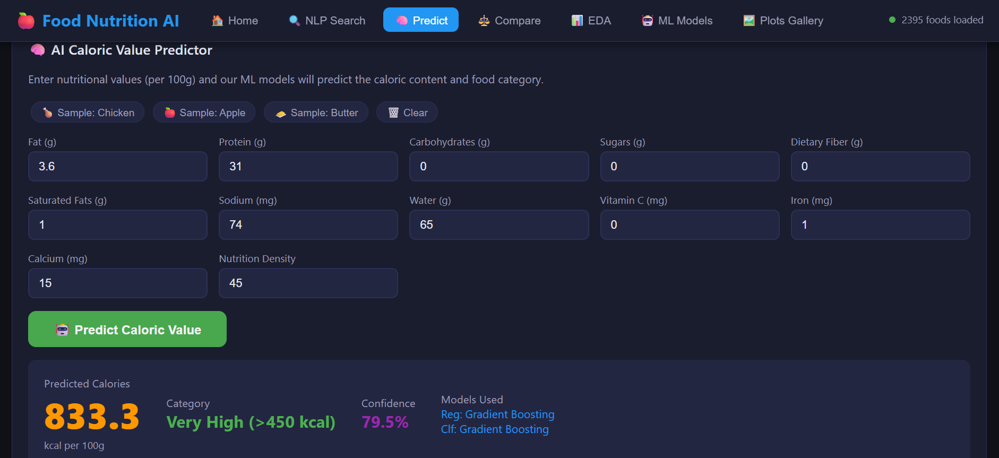 Food Nutrition AI
Home
NLP Search
Predict
Compare
EDA
ML Models
Plots Gallery
2395 foods loaded
AI Caloric Value Predictor
Enter nutritional values (per 100g) and our ML models will predict the caloric content and food category.
Sample: Chicken
Sample: Apple
Sample: Butter
Clear
Fat (g)
Protein (g)
Carbohydrates (g)
Sugars (g)
Dietary Fiber (g)
3.6
31
0
0
0
Saturated Fats (g)
Sodium (mg)
Water (g)
Vitamin C (mg)
Iron (mg)
1
74
65
0
1
Calcium (mg)
Nutrition Density
15
45
Predict Caloric Value
Predicted Calories
833.3
kcal per 100g
Category
Very High (>450 kcal)
Confidence
79.5%
Models Used
Reg: Gradient Boosting
Clf: Gradient Boosting